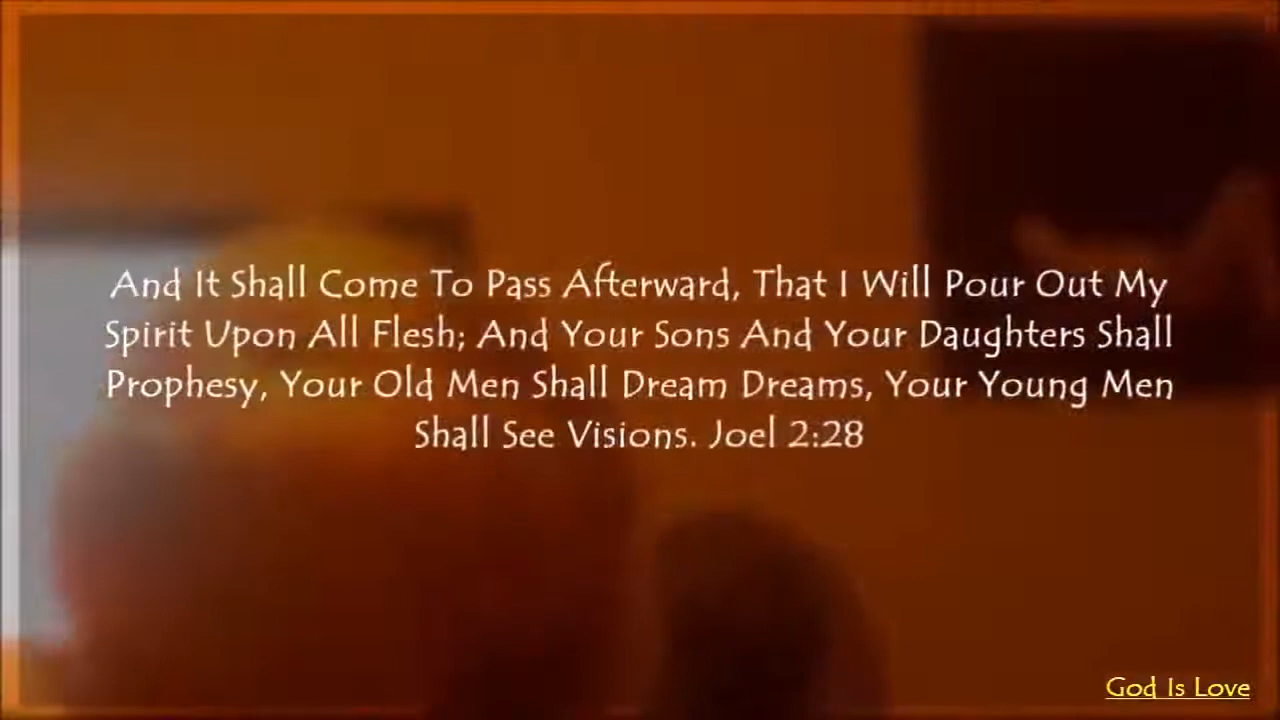 And It Shall Come To Pass Afterward, That I Will Pour Out My
Spirit Upon All Flesh; And Your Sons And Your Daughters Shall
Prophesy, Your Old Men Shall Dream Dreams, Your Young Men
Shall See Visions. Joel 2:28
God Is Love